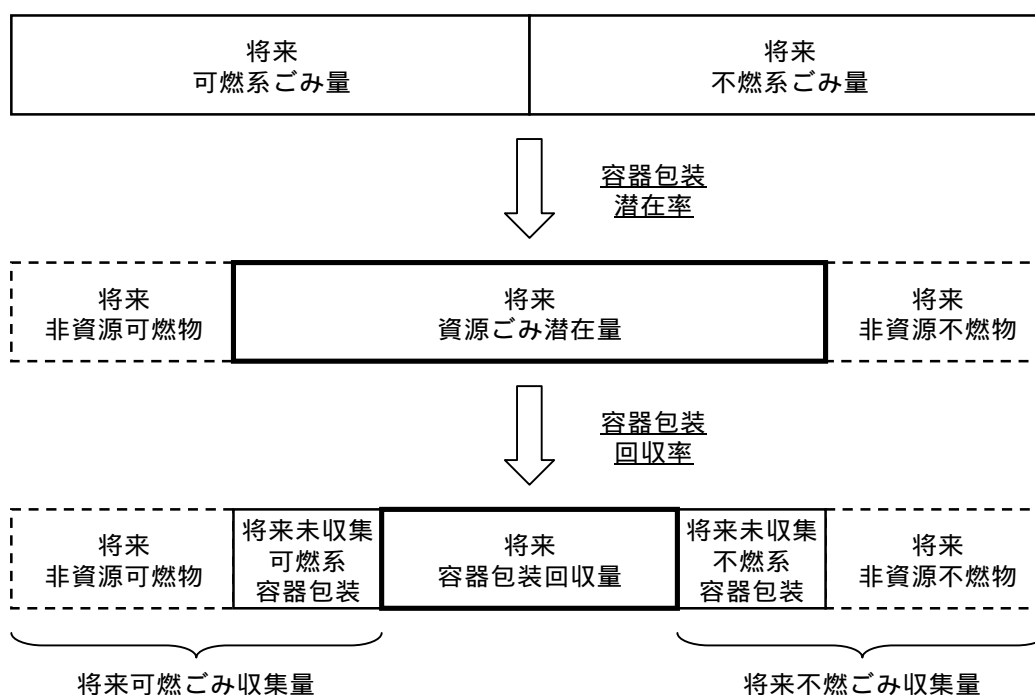 将来
可燃系ごみ量
将来
不燃系ごみ量
容器包装
潜在率
将来
非資源可燃物
将来
資源ごみ潜在量
将来
非資源不燃物
容器包装
回収率
将来
非資源可燃物
将来未収集
可燃系
容器包装
将来
容器包装回収量
将来未収集
不燃系
容器包装
将来
非資源不燃物
将来可燃ごみ収集量
将来不燃ごみ収集量